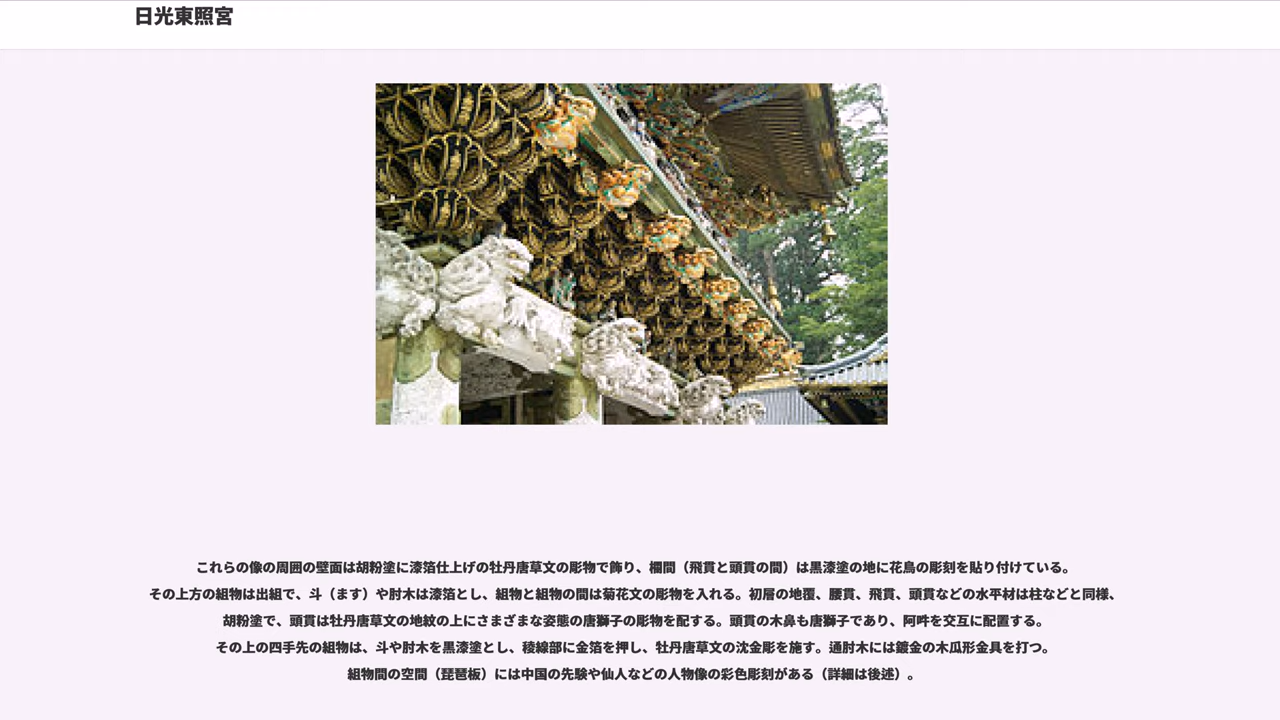 日光東照宮
これらの像の周囲の壁面は胡粉塗に漆箔仕上げの牡丹唐草文の彫物で飾り、欄間（飛貫と頭貫の間）は黒漆塗の地に花鳥の彫刻を貼り付けている。
その上方の組物は出組で、斗（ます）や肘木は漆箔とし、組物と組物の間は菊花文の彫物を入れる。初層の地覆、腰貫、飛貫、頭貫などの水平材は柱などと同様、
胡粉塗で、頭貫は牡丹唐草文の地紋の上にさまざまな姿態の唐獅子の彫物を配する。頭貫の木鼻も唐獅子であり、阿吽を交互に配置する。
その上の四手先の組物は、斗や肘木を黒漆塗とし、稜線部に金箔を押し、牡丹唐草文の沈金彫を施す。通肘木には鍍金の木瓜形金具を打つ。
組物間の空間（琵琶板）には中国の先験や仙人などの人物像の彩色彫刻がある（詳細は後述）。